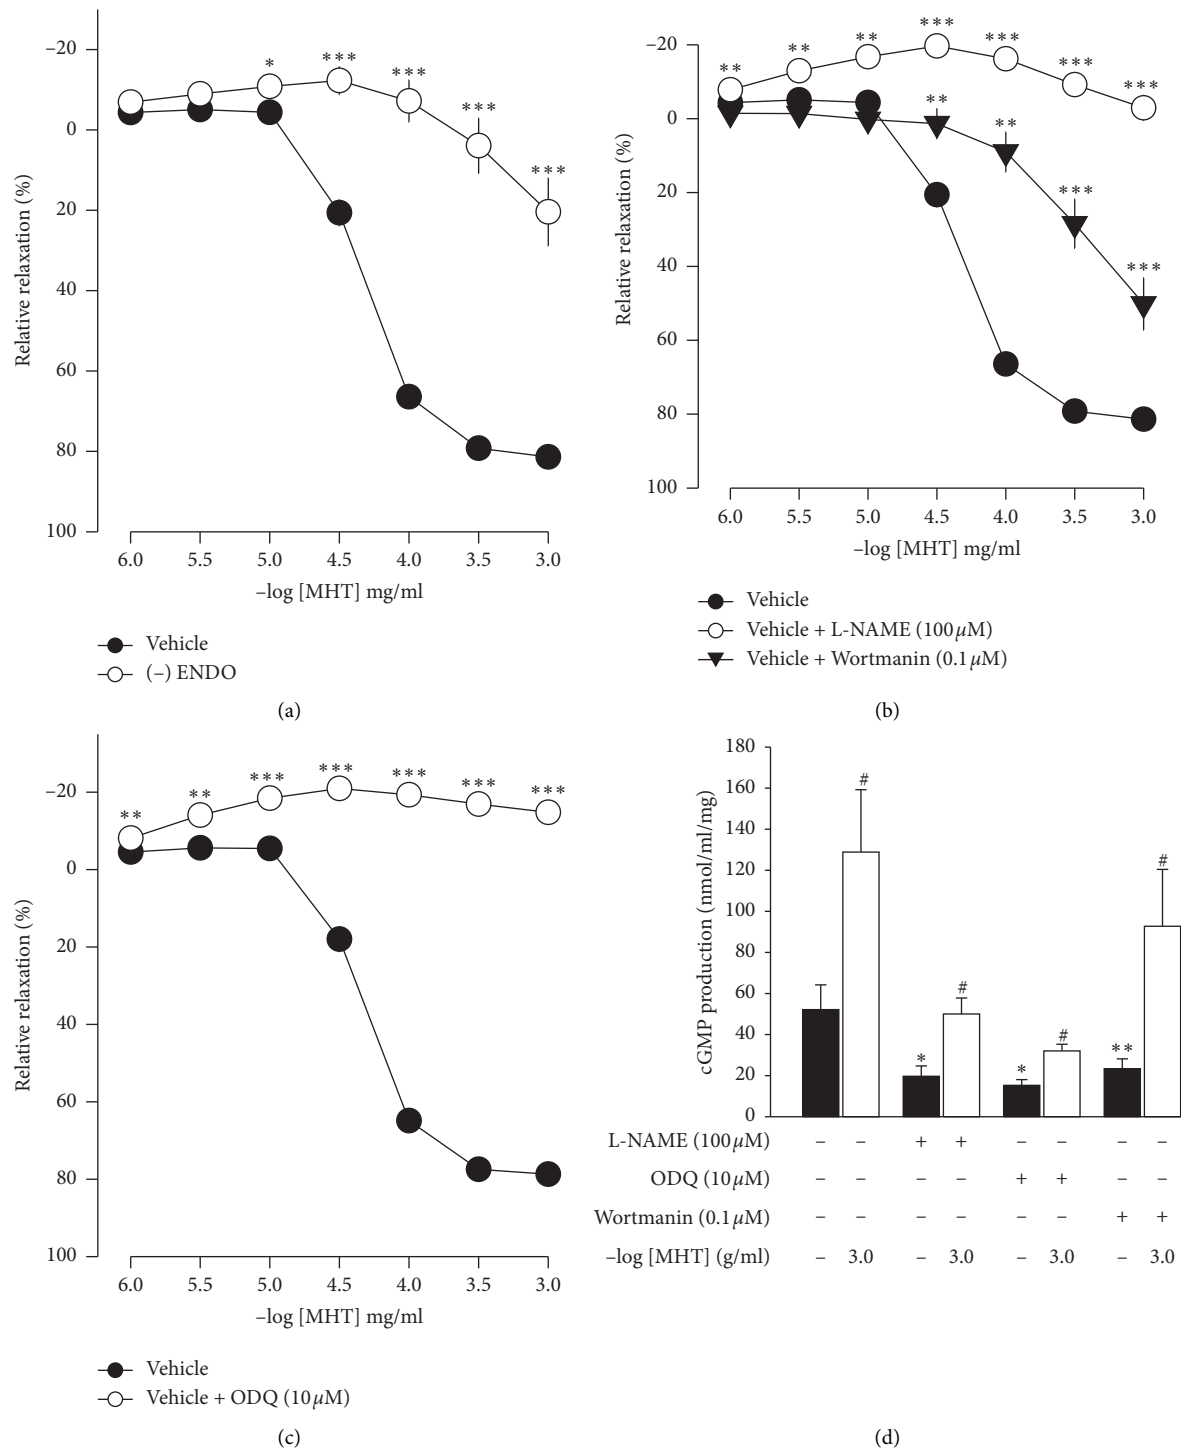 –20
0
20
40
60
80
100
Relative relaxation (%)
* *** *** *** ***
6.0 5.5 5.0 4.5 4.0 3.5 3.0
–log [MHT] mg/ml
Vehicle
(–) ENDO
(a)
–20
0
20
40
60
80
100
Relative relaxation (%)
** ** ** *** *** *** ***
** ** *** ***
6.0 5.5 5.0 4.5 4.0 3.5 3.0
–log [MHT] mg/ml
Vehicle
Vehicle + L-NAME (100 μM)
Vehicle + Wortmanin (0.1 μM)
(b)
–20
0
20
40
60
80
100
Relative relaxation (%)
** ** *** *** *** *** ***
6.0 5.5 5.0 4.5 4.0 3.5 3.0
–log [MHT] mg/ml
Vehicle
Vehicle + ODQ (10 μM)
(c)
180
160
140
120
100
80
60
40
20
0
cGMP production (nmol/ml/mg)
# * # * # ** #
L-NAME (100 μM) – – + + – – – –
ODQ (10 μM) – – – – + + – –
Wortmanin (0.1 μM) – – – – – – + +
–log [MHT] (g/ml) – 3.0 – 3.0 – 3.0 – 3.0
(d)